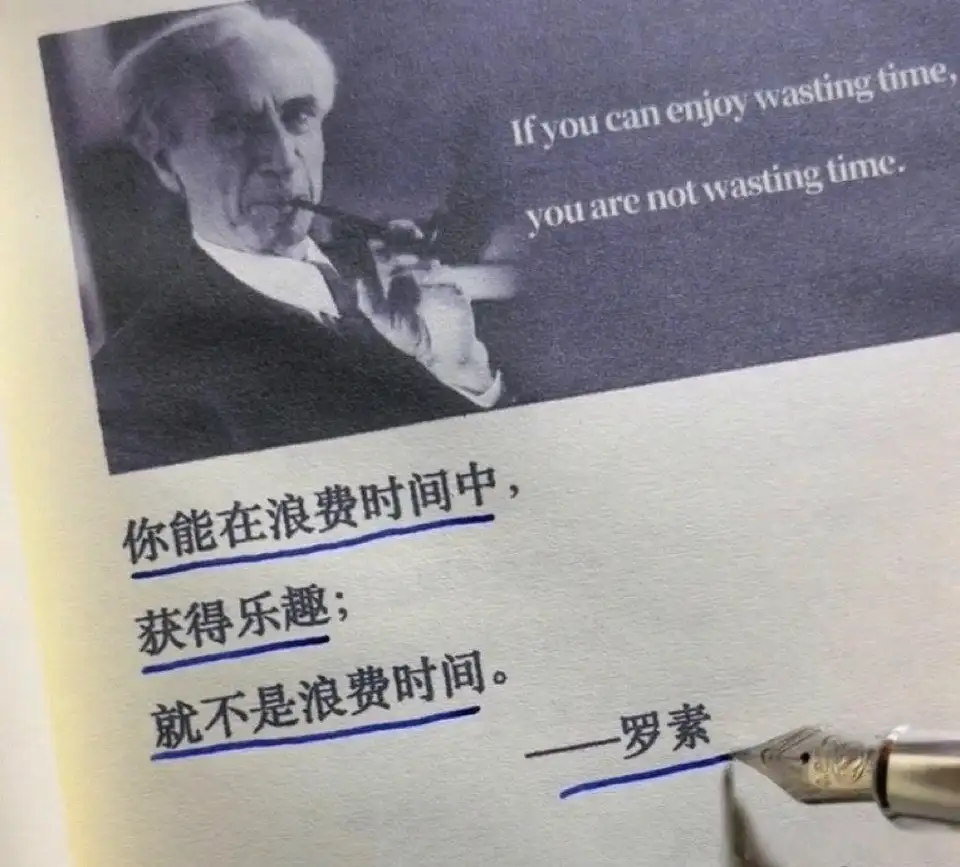 If you can enjoy wasting time,
you are not wasting time.
你能在浪费时间中，
获得乐趣；
就不是浪费时间。
——罗素